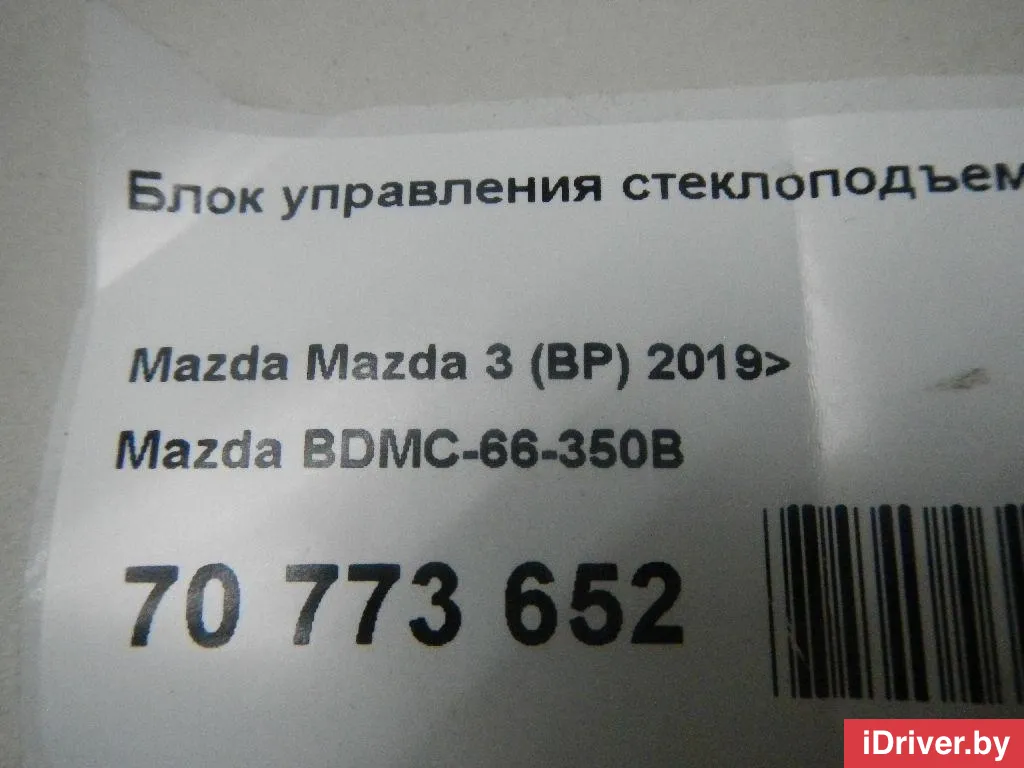 Блок управления стеклоподъем
Mazda Mazda 3 (BP) 2019>
Mazda BDMC-66-350B
70 773 652
iDriver.by